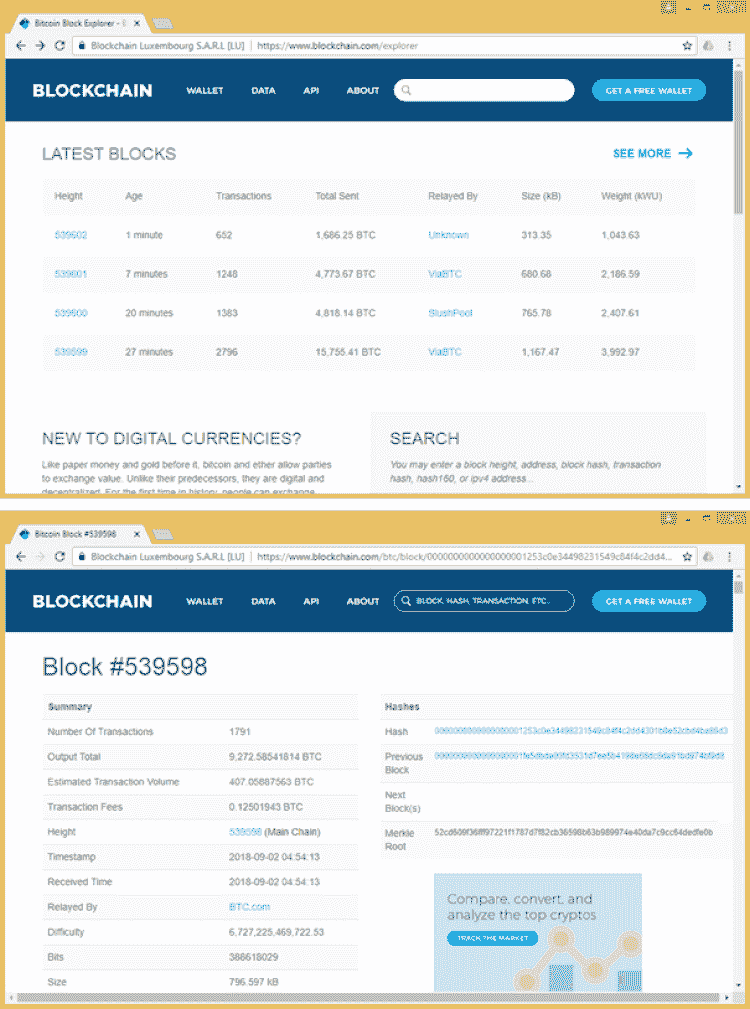 Bitcoin Block Explorer -
Blockchain Luxembourg S.A.R.L [LU] https://www.blockchain.com/explorer
BLOCKCHAIN WALLET DATA API ABOUT GET A FREE WALLET
LATEST BLOCKS SEE MORE
Height Age Transactions Total Sent Relayed By Size (kB) Weight (kWU)
539602 1 minute 652 1,686.25 BTC Unknown 313.35 1,043.63
539601 7 minutes 1248 4,773.67 BTC ViaBTC 680.68 2,186.59
539600 20 minutes 1383 4,818.14 BTC SlushPool 765.78 2,407.61
539599 27 minutes 2796 15,755.41 BTC ViaBTC 1,167.47 3,992.97
NEW TO DIGITAL CURRENCIES?
Like paper money and gold before it, bitcoin and ether allow parties
to exchange value. Unlike their predecessors, they are digital and
decentralized. For the first time in history, people can exchange
SEARCH
You may enter a block height, address, block hash, transaction
hash, hash160, or ipv4 address...
Bitcoin Block #539598
Blockchain Luxembourg S.A.R.L [LU]
BLOCKCHAIN WALLET DATA API ABOUT BLOCK, HASH, TRANSACTION, ETC... GET A FREE WALLET
Block #539598
Summary
Number Of Transactions 1791
Output Total 9,272.58541814 BTC
Estimated Transaction Volume 407.05887563 BTC
Transaction Fees 0.12501943 BTC
Height 539598 (Main Chain)
Timestamp 2018-09-02 04:54:13
Received Time 2018-09-02 04:54:13
Relayed By BTC.com
Difficulty 6,727,225,469,722.53
Bits 388618029
Size 796.597 kB
Hashes
Hash
Previous
Block
Next
Block(s)
Merkle
Root
Compare, convert, and
analyze the top cryptos
TRACK THE MARKET